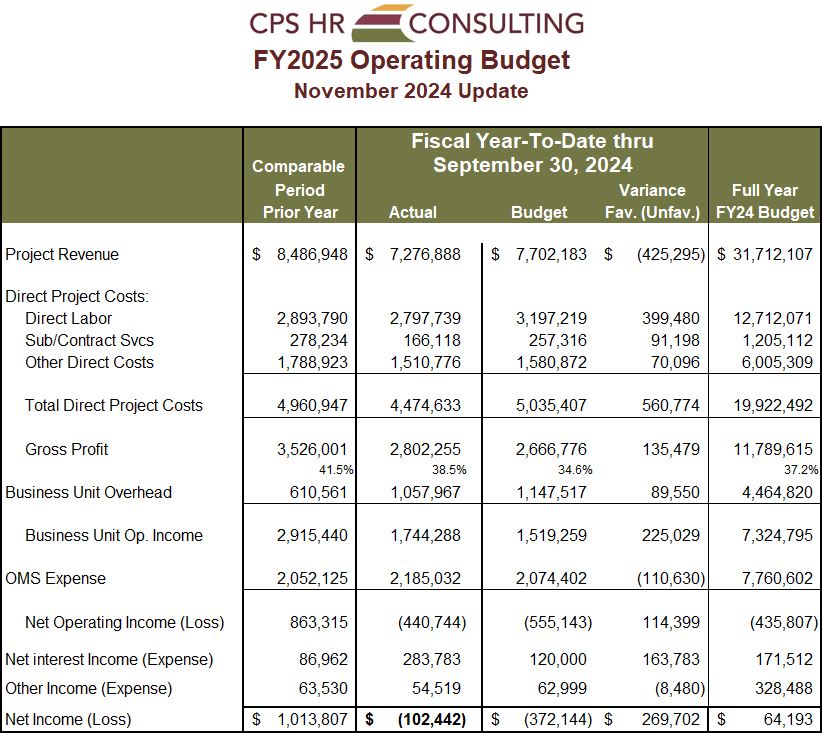 CPS HR CONSULTING
FY2025 Operating Budget
November 2024 Update
Fiscal Year-To-Date thru
September 30, 2024
Comparable
Period
Prior Year
Actual
Budget
Variance
Fav. (Unfav.)
Full Year
FY24 Budget
Project Revenue $ 8,486,948 $ 7,276,888 $ 7,702,183 $ (425,295) $ 31,712,107
Direct Project Costs:
Direct Labor 2,893,790 2,797,739 3,197,219 399,480 12,712,071
Sub/Contract Svcs 278,234 166,118 257,316 91,198 1,205,112
Other Direct Costs 1,788,923 1,510,776 1,580,872 70,096 6,005,309
Total Direct Project Costs 4,960,947 4,474,633 5,035,407 560,774 19,922,492
Gross Profit 3,526,001 2,802,255 2,666,776 135,479 11,789,615
41.5% 38.5% 34.6% 37.2%
Business Unit Overhead 610,561 1,057,967 1,147,517 89,550 4,464,820
Business Unit Op. Income 2,915,440 1,744,288 1,519,259 225,029 7,324,795
OMS Expense 2,052,125 2,185,032 2,074,402 (110,630) 7,760,602
Net Operating Income (Loss) 863,315 (440,744) (555,143) 114,399 (435,807)
Net interest Income (Expense) 86,962 283,783 120,000 163,783 171,512
Other Income (Expense) 63,530 54,519 62,999 (8,480) 328,488
Net Income (Loss) $ 1,013,807 $ (102,442) $ (372,144) $ 269,702 $ 64,193